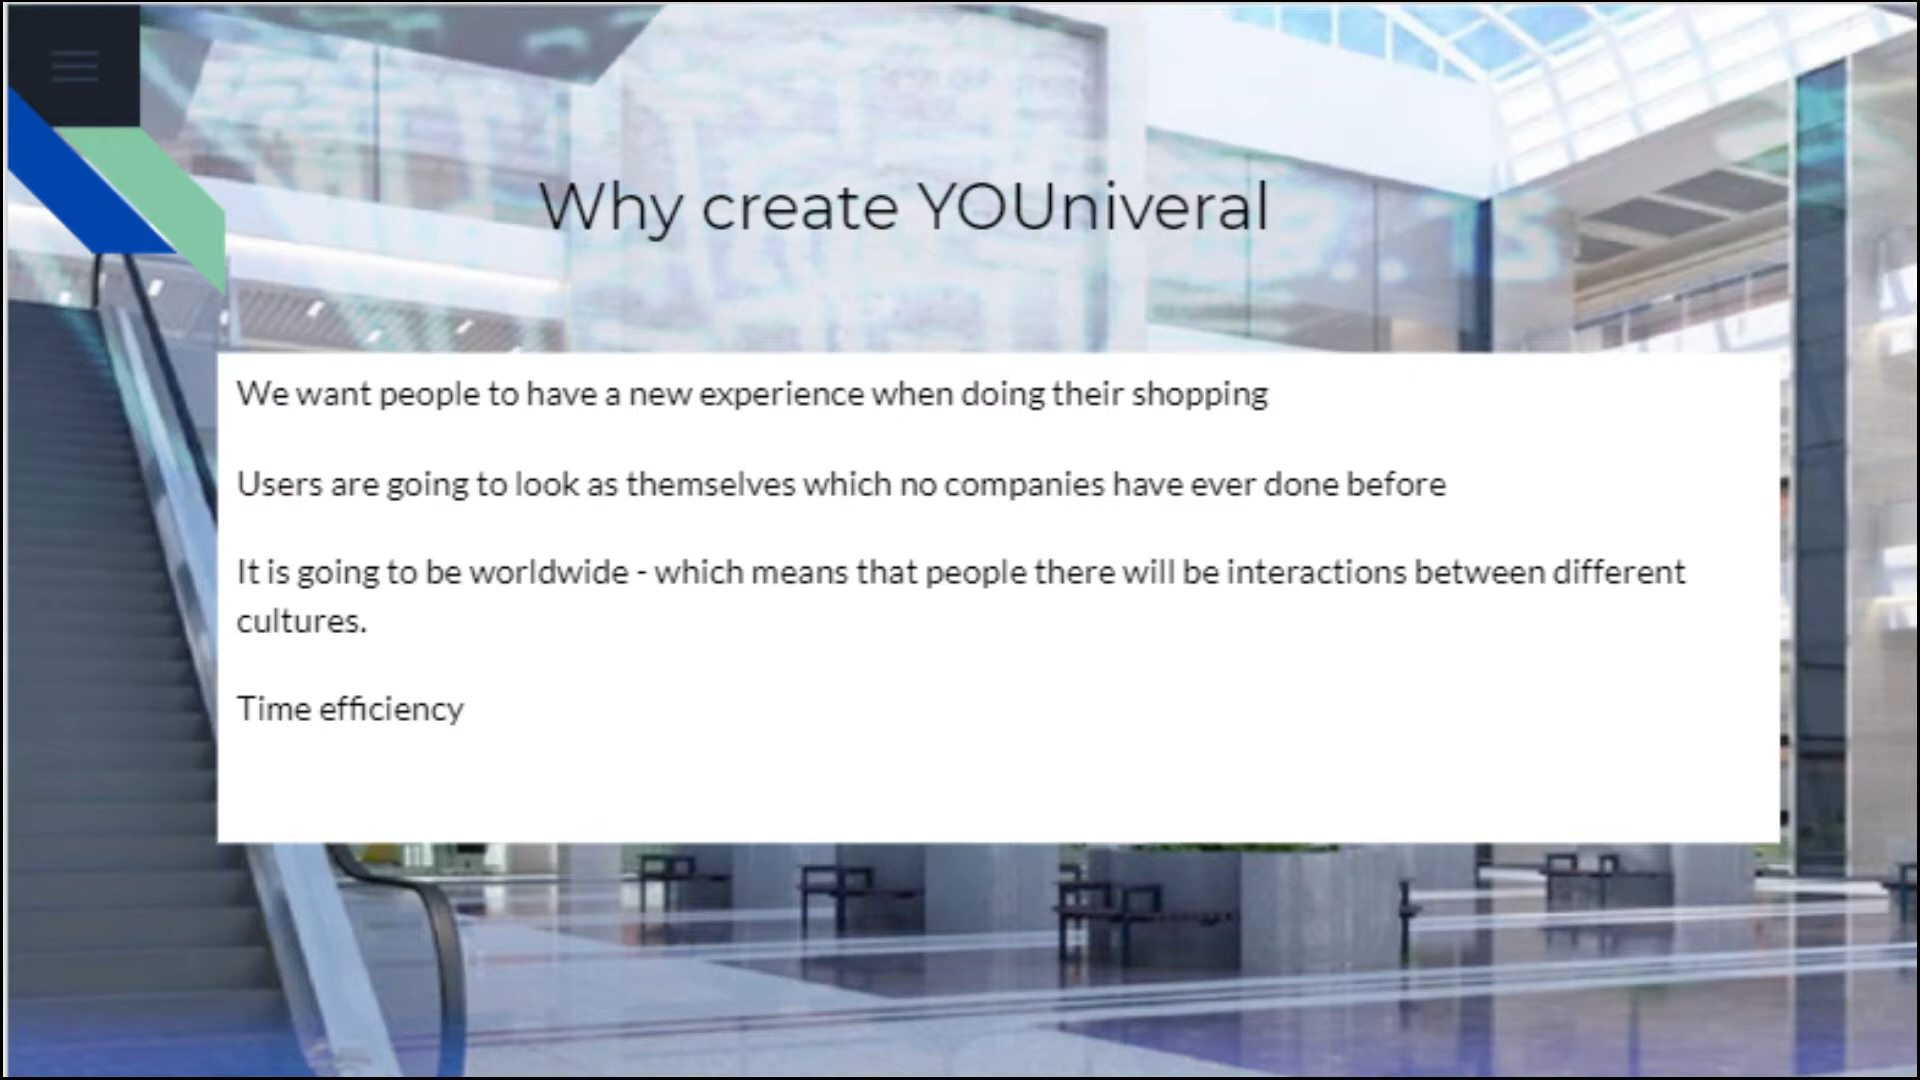 Why create YOUniveral
We want people to have a new experience when doing their shopping
Users are going to look as themselves which no companies have ever done before
It is going to be worldwide - which means that people there will be interactions between different
cultures.
Time efficiency